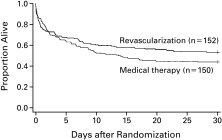 Proportion Alive
1.0
0.8
0.6
0.4
0.2
0.0
Revascularization (n=152)
Medical therapy (n=150)
0 5 10 15 20 25 30
Days after Randomization